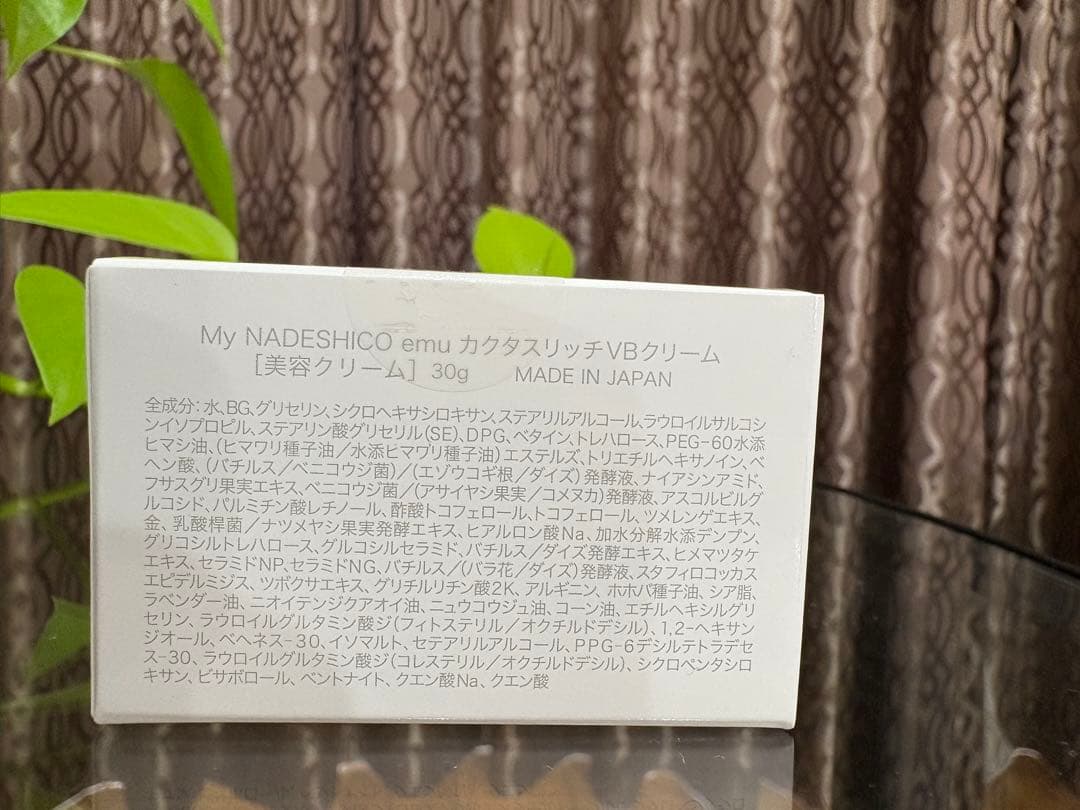 My NADESHICO emu カクタスリッチVBクリーム
［美容クリーム］ 30g MADE IN JAPAN
全成分：水、BG、グリセリン、シクロヘキサシロキサン、ステアリルアルコール、ラウロイルサルコシ
ンイソプロピル、ステアリン酸グリセリル(SE)、DPG、ベタイン、トレハロース、PEG-60水添
ヒマシ油、(ヒマワリ種子油／水添ヒマワリ種子油)エステルズ、トリエチルヘキサノイン、ベ
ヘン酸、(バチルス／ベニコウジ菌)／(エゾウコギ根／ダイズ)発酵液、ナイアシンアミド、
フサスグリ果実エキス、ベニコウジ菌／(アサイヤシ果実／コメヌカ)発酵液、アスコルビルグ
ルコシド、パルミチン酸レチノール、酢酸トコフェロール、トコフェロール、ツメレンゲエキス、
金、乳酸桿菌／ナツメヤシ果実発酵エキス、ヒアルロン酸Na、加水分解水添デンプン、
グリコシルトレハロース、グルコシルセラミド、バチルス／ダイズ発酵エキス、ヒメマツタケ
エキス、セラミドNP、セラミドNG、バチルス／(バラ花／ダイズ)発酵液、スタフィロコッカス
エピデルミジス、ツボクサエキス、グリチルリチン酸2K、アルギニン、ホホバ種子油、シア脂、
ラベンダー油、ニオイテンジクアオイ油、ニュウコウジュ油、コーン油、エチルヘキシルグリ
セリン、ラウロイルグルタミン酸ジ(フィトステリル／オクチルドデシル)、1,2-ヘキサン
ジオール、ベヘネス-30、イソマルト、セテアリルアルコール、PPG-6デシルテトラデセ
ス-30、ラウロイルグルタミン酸ジ(コレステリル／オクチルドデシル)、シクロペンタシロ
キサン、ビサボロール、ベントナイト、クエン酸Na、クエン酸